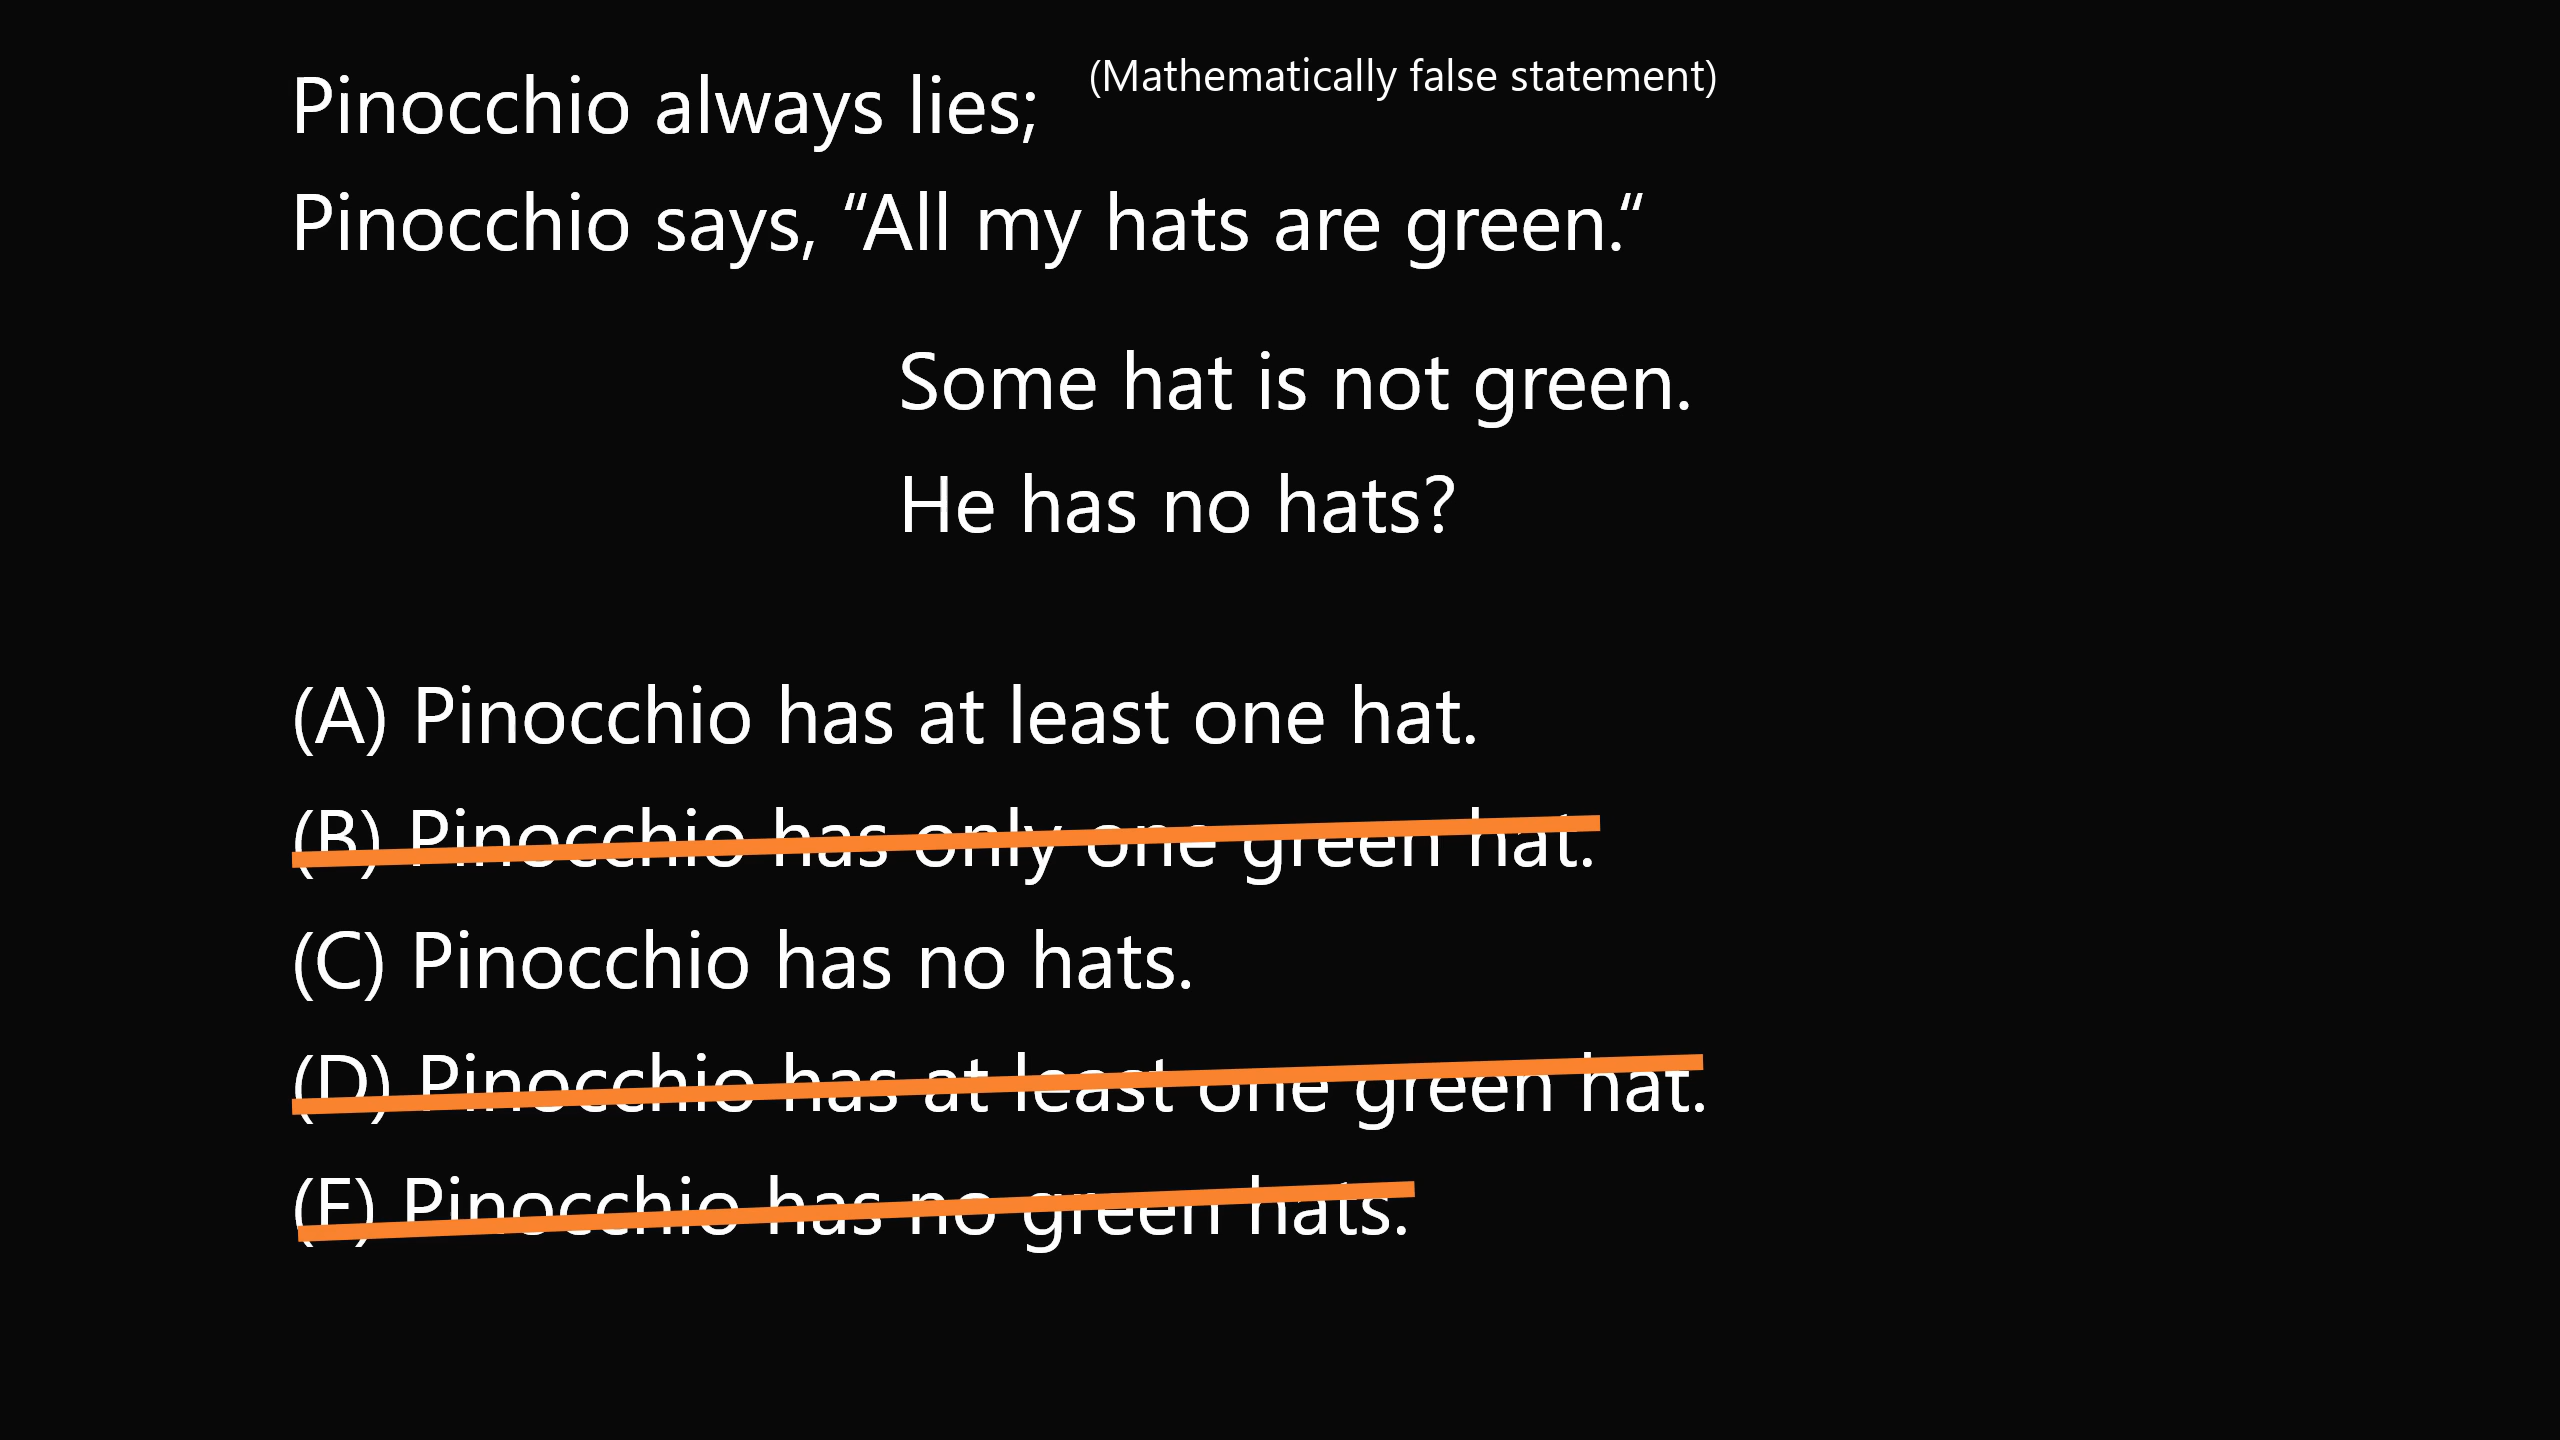 Pinocchio always lies; (Mathematically false statement)
Pinocchio says, “All my hats are green.“
Some hat is not green.
He has no hats?
(A) Pinocchio has at least one hat.
(B) Pinocchio has only one green hat.
(C) Pinocchio has no hats.
(D) Pinocchio has at least one green hat.
(E) Pinocchio has no green hats.